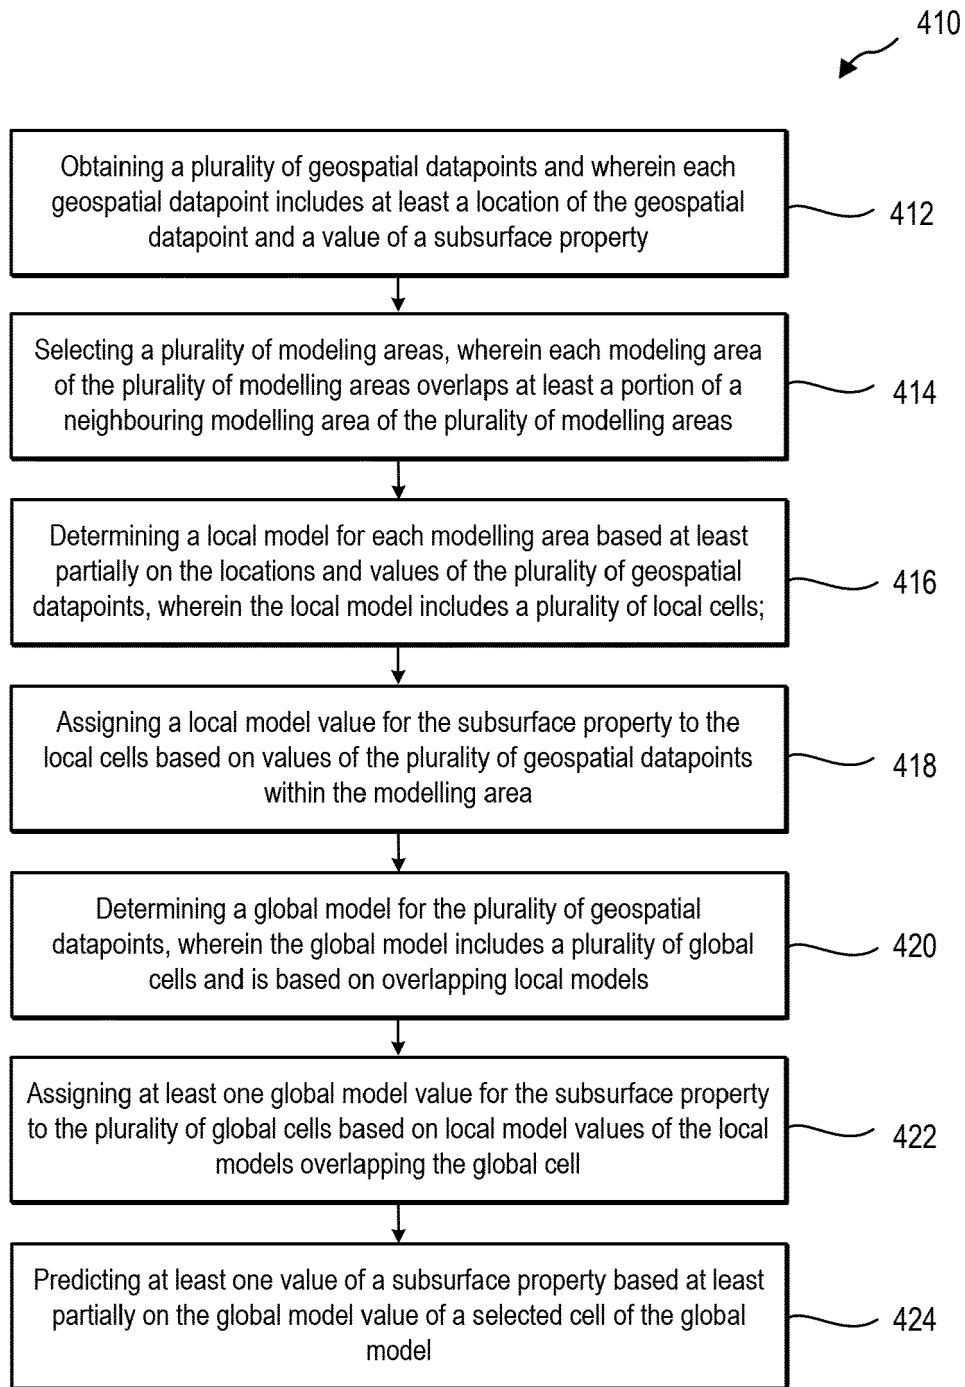 410
Obtaining a plurality of geospatial datapoints and wherein each
geospatial datapoint includes at least a location of the geospatial
datapoint and a value of a subsurface property
412
Selecting a plurality of modeling areas, wherein each modeling area
of the plurality of modelling areas overlaps at least a portion of a
neighbouring modelling area of the plurality of modelling areas
414
Determining a local model for each modelling area based at least
partially on the locations and values of the plurality of geospatial
datapoints, wherein the local model includes a plurality of local cells;
416
Assigning a local model value for the subsurface property to the
local cells based on values of the plurality of geospatial datapoints
within the modelling area
418
Determining a global model for the plurality of geospatial
datapoints, wherein the global model includes a plurality of global
cells and is based on overlapping local models
420
Assigning at least one global model value for the subsurface property
to the plurality of global cells based on local model values of the local
models overlapping the global cell
422
Predicting at least one value of a subsurface property based at least
partially on the global model value of a selected cell of the global
model
424